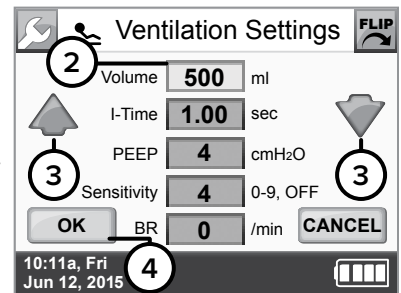 Ventilation Settings
FLIP
2
Volume 500 ml
I-Time 1.00 sec
3
PEEP 4 cmH2O
3
Sensitivity 4 0-9, OFF
OK
BR 0 /min
CANCEL
10:11a, Fri
Jun 12, 2015
4